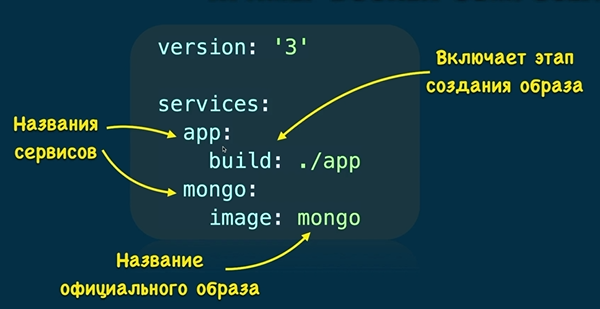 version: '3'
Включает этап
создания образа
services:
Названия
сервисов
app:
build: ./app
mongo:
image: mongo
Название
официального образа